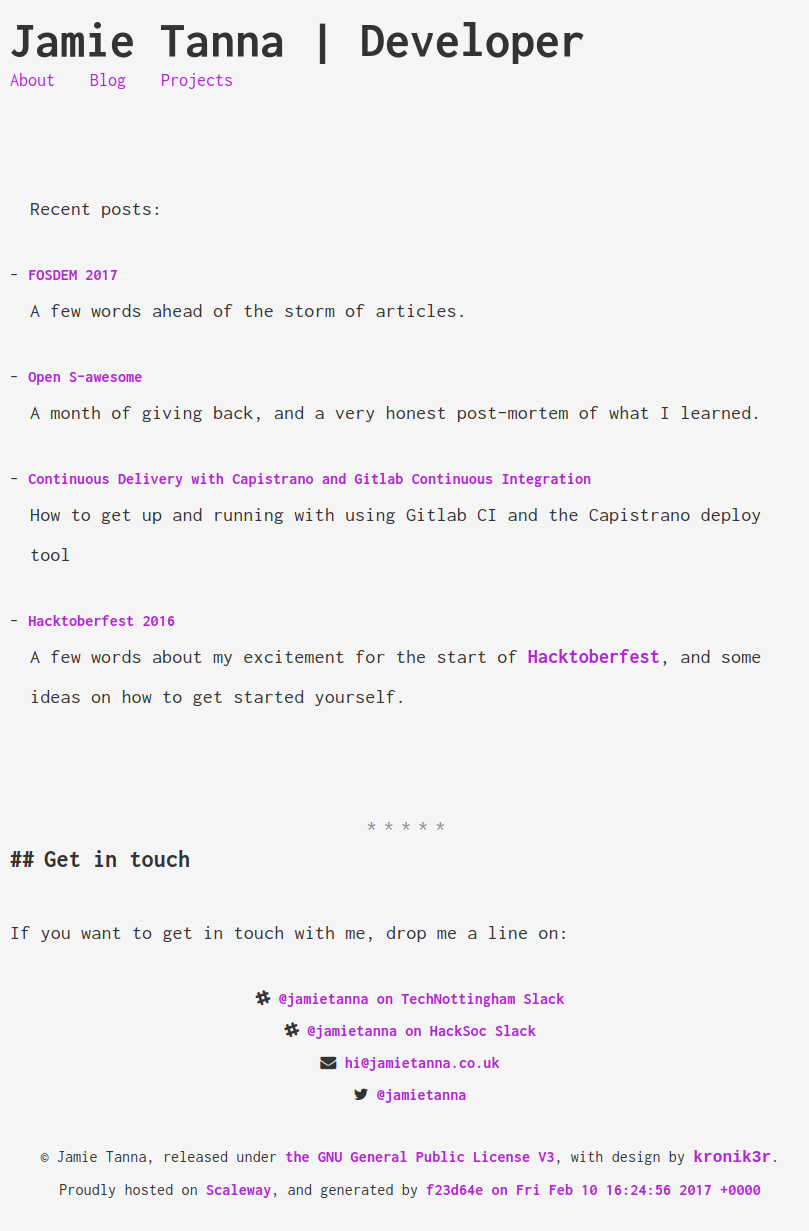 Jamie Tanna | Developer
About Blog Projects
Recent posts:
- FOSDEM 2017
A few words ahead of the storm of articles.
- Open S-awesome
A month of giving back, and a very honest post-mortem of what I learned.
- Continuous Delivery with Capistrano and Gitlab Continuous Integration
How to get up and running with using Gitlab CI and the Capistrano deploy
tool
- Hacktoberfest 2016
A few words about my excitement for the start of Hacktoberfest, and some
ideas on how to get started yourself.
* * * * *
## Get in touch
If you want to get in touch with me, drop me a line on:
@jamietanna on TechNottingham Slack
@jamietanna on HackSoc Slack
hi@jamietanna.co.uk
@jamietanna
© Jamie Tanna, released under the GNU General Public License V3, with design by kronik3r.
Proudly hosted on Scaleway, and generated by f23d64e on Fri Feb 10 16:24:56 2017 +0000